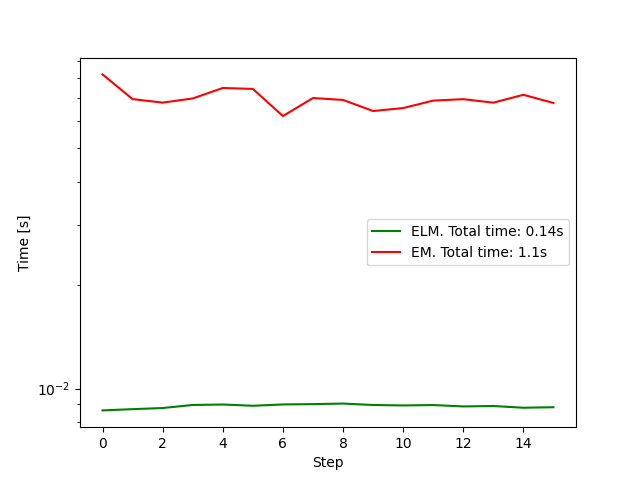 Time [s]
10⁻²
ELM. Total time: 0.14s
EM. Total time: 1.1s
0 2 4 6 8 10 12 14
Step